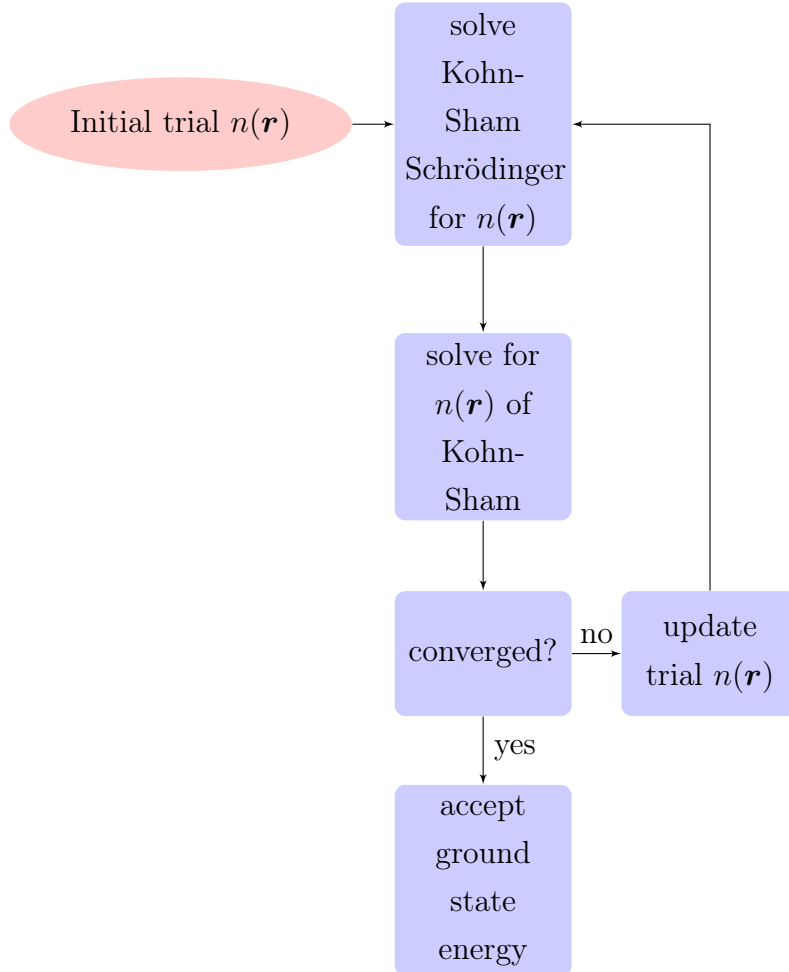 Initial trial n(r)
solve
Kohn-
Sham
Schrödinger
for n(r)
solve for
n(r) of
Kohn-
Sham
converged?
no
update
trial n(r)
yes
accept
ground
state
energy